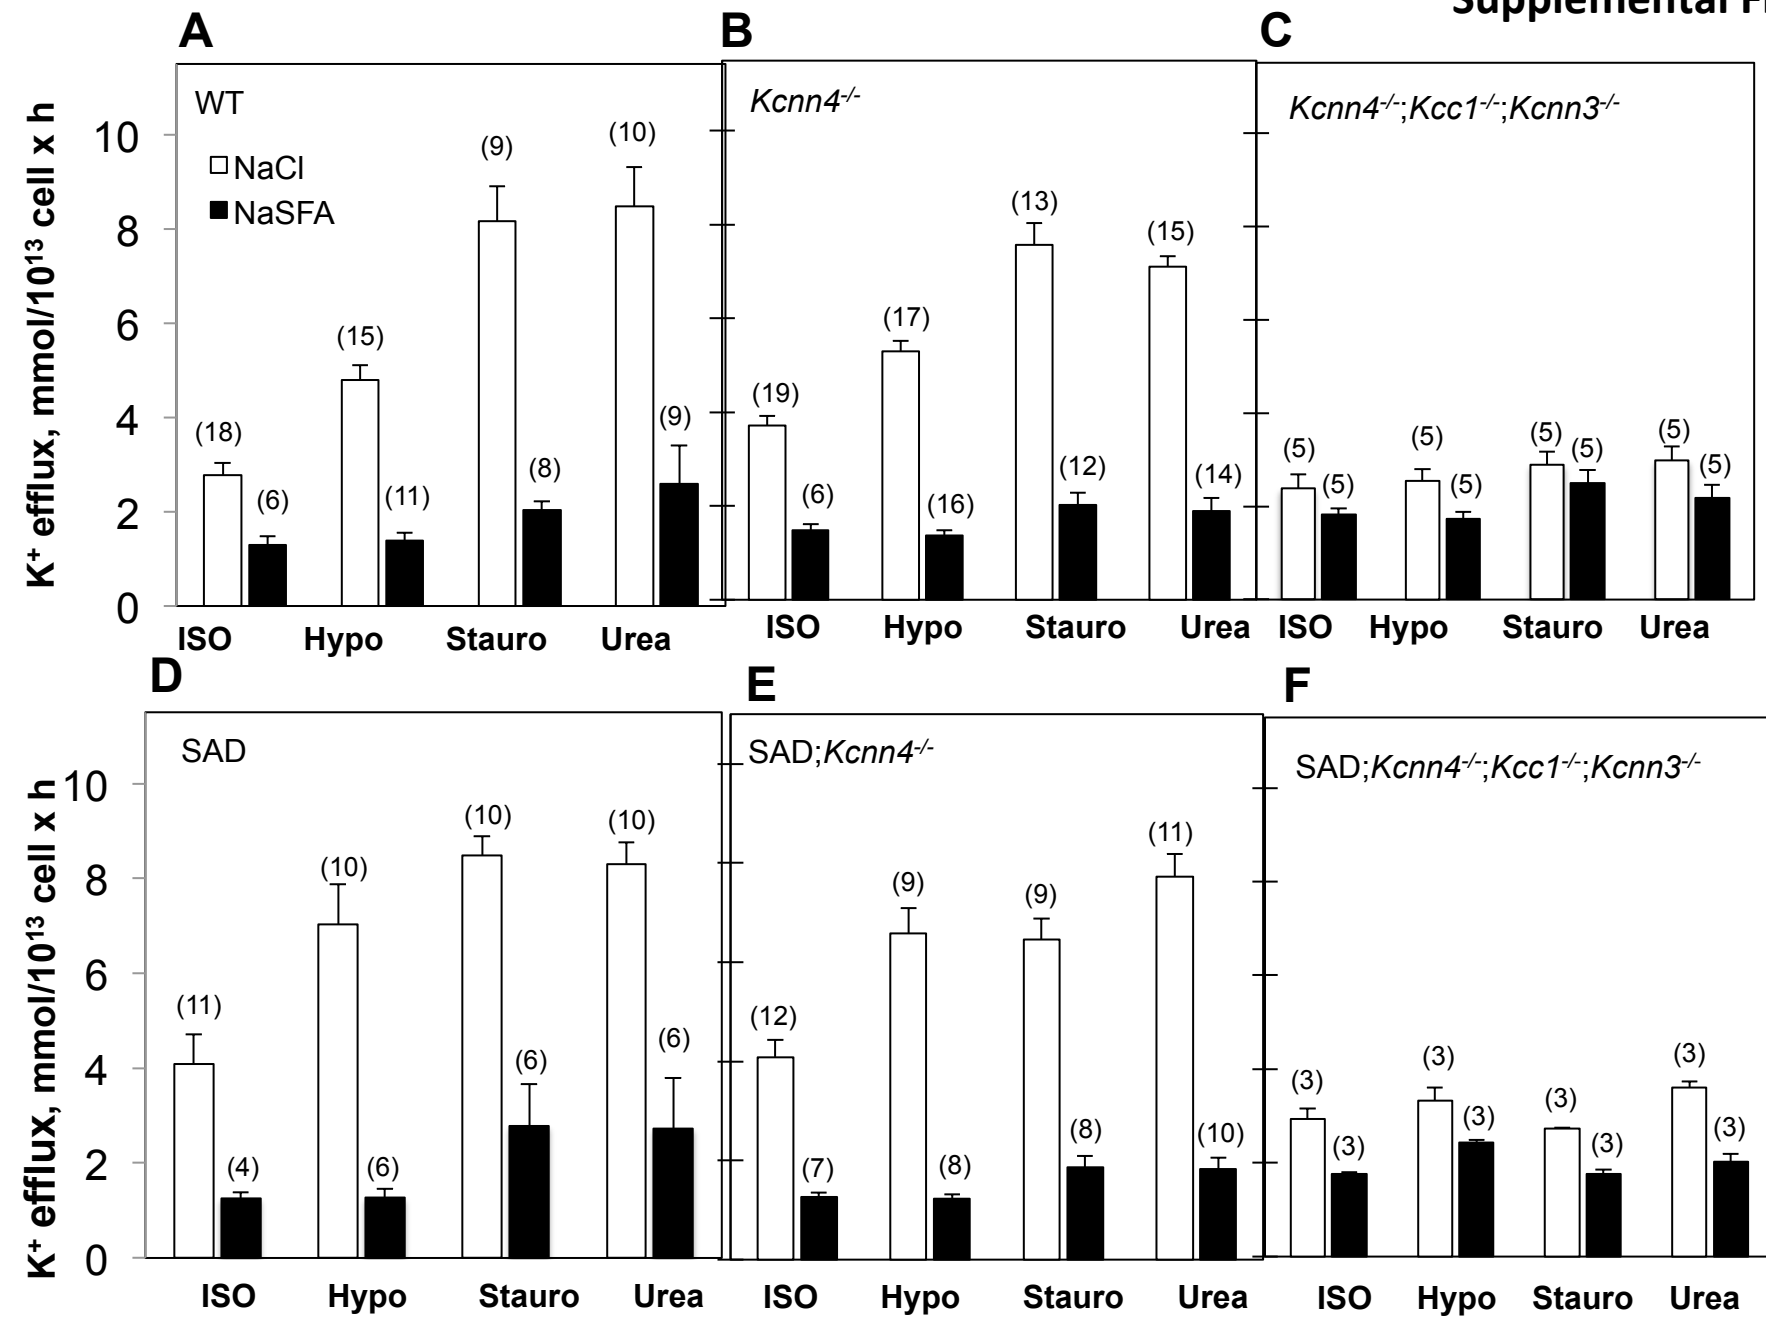 Supplemental
A
B
C
WT
NaCl
NaSFA
K⁺ efflux, mmol/10¹³ cell x h
10
8
6
4
2
0
(18)
(6)
(15)
(11)
(9)
(8)
(10)
(9)
ISO Hypo Stauro Urea
Kcnn4⁻/⁻
(19)
(6)
(17)
(16)
(13)
(12)
(15)
(14)
ISO Hypo Stauro Urea
Kcnn4⁻/⁻;Kcc1⁻/⁻;Kcnn3⁻/⁻
(5)
(5)
(5)
(5)
(5)
(5)
(5)
(5)
ISO Hypo Stauro Urea
D
E
F
SAD
K⁺ efflux, mmol/10¹³ cell x h
10
8
6
4
2
0
(11)
(4)
(10)
(6)
(10)
(6)
(10)
(6)
ISO Hypo Stauro Urea
SAD;Kcnn4⁻/⁻
(12)
(7)
(9)
(8)
(9)
(8)
(11)
(10)
ISO Hypo Stauro Urea
SAD;Kcnn4⁻/⁻;Kcc1⁻/⁻;Kcnn3⁻/⁻
(3)
(3)
(3)
(3)
(3)
(3)
(3)
(3)
ISO Hypo Stauro Urea